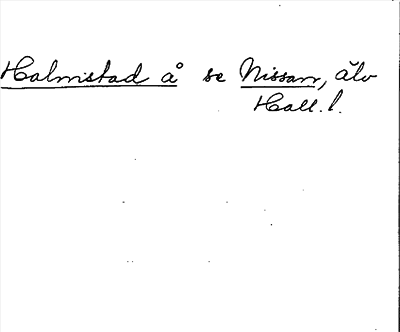 Halmstad å se Nissan, älv
Hall. l.